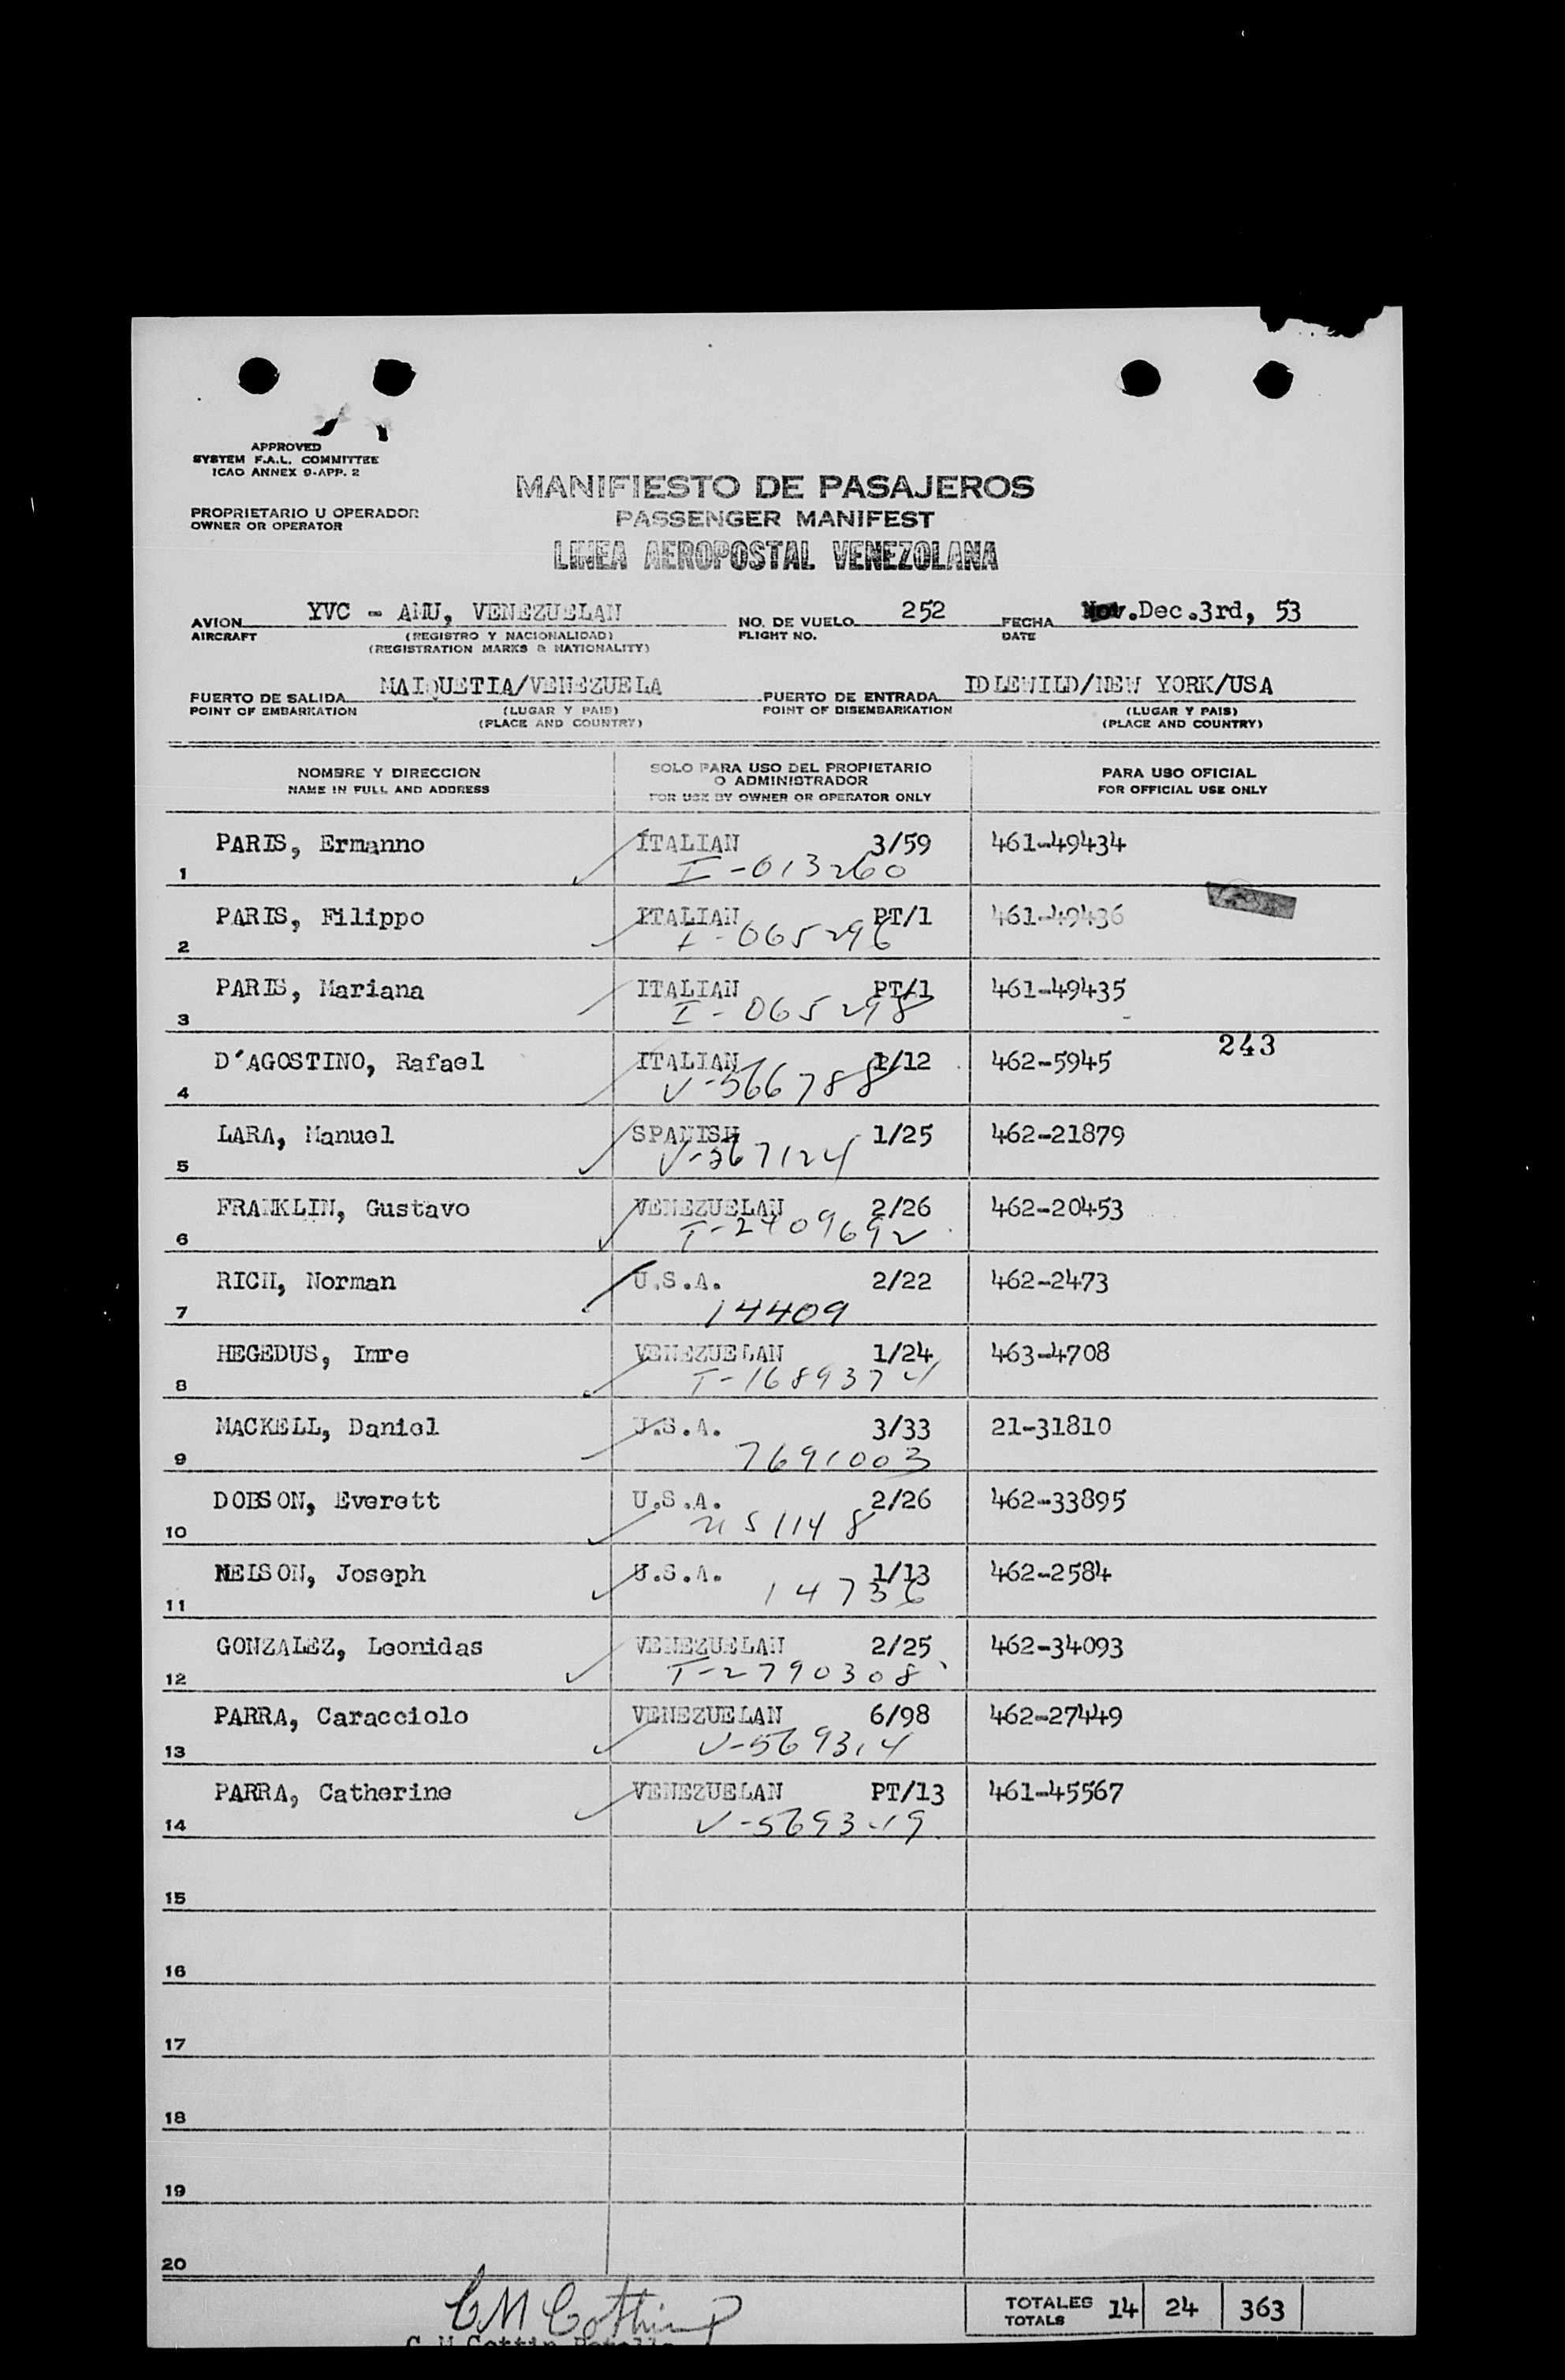 APPROVED
SYSTEM F.A.L. COMMITTEE
ICAO ANNEX 9-APP. 2
PROPRIETARIO U OPERADOR
OWNER OR OPERATOR
MANIFIESTO DE PASAJEROS
PASSENGER MANIFEST
LINEA AEROPOSTAL VENEZOLANA
AVION YVC - AMU, VENEZUELAN NO. DE VUELO 252 FECHA Nov.Dec.3rd, 53
AIRCRAFT (REGISTRO Y NACIONALIDAD) FLIGHT NO. DATE
(REGISTRATION MARKS & NATIONALITY)
PUERTO DE SALIDA MAIQUETIA/VENEZUELA PUERTO DE ENTRADA IDLEWILD/NEW YORK/USA
POINT OF EMBARKATION (LUGAR Y PAIS) POINT OF DISEMBARKATION (LUGAR Y PAIS)
(PLACE AND COUNTRY) (PLACE AND COUNTRY)
NOMBRE Y DIRECCION SOLO PARA USO DEL PROPIETARIO O ADMINISTRADOR PARA USO OFICIAL
NAME IN FULL AND ADDRESS FOR USE BY OWNER OR OPERATOR ONLY FOR OFFICIAL USE ONLY
PARIS, Ermanno ITALIAN 3/59 461-49434
1 I-013260
PARIS, Filippo ITALIAN PT/1 461-49436
2 I-065296
PARIS, Mariana ITALIAN PT/1 461-49435
3 I-065298
243
D'AGOSTINO, Rafael ITALIAN 1/12 462-5945
4 V-566788
LARA, Manuel SPANISH 1/25 462-21879
5 V-567124
FRANKLIN, Gustavo VENEZUELAN 2/26 462-20453
6 T-2409692
RICH, Norman U.S.A. 2/22 462-2473
7 14409
HEGEDUS, Imre VENEZUELAN 1/24 463-4708
8 T-1689374
MACKELL, Daniel U.S.A. 3/33 21-31810
9 7691003
DOBSON, Everett U.S.A. 2/26 462-33895
10
NELSON, Joseph U.S.A. 1/13 462-2584
11 14736
GONZALEZ, Leonidas VENEZUELAN 2/25 462-34093
12 T-2790308
PARRA, Caracciolo VENEZUELAN 6/98 462-27449
13 V-569314
PARRA, Catherine VENEZUELAN PT/13 461-45567
14
15
16
17
18
19
20
TOTALES 14 24 363
TOTALS